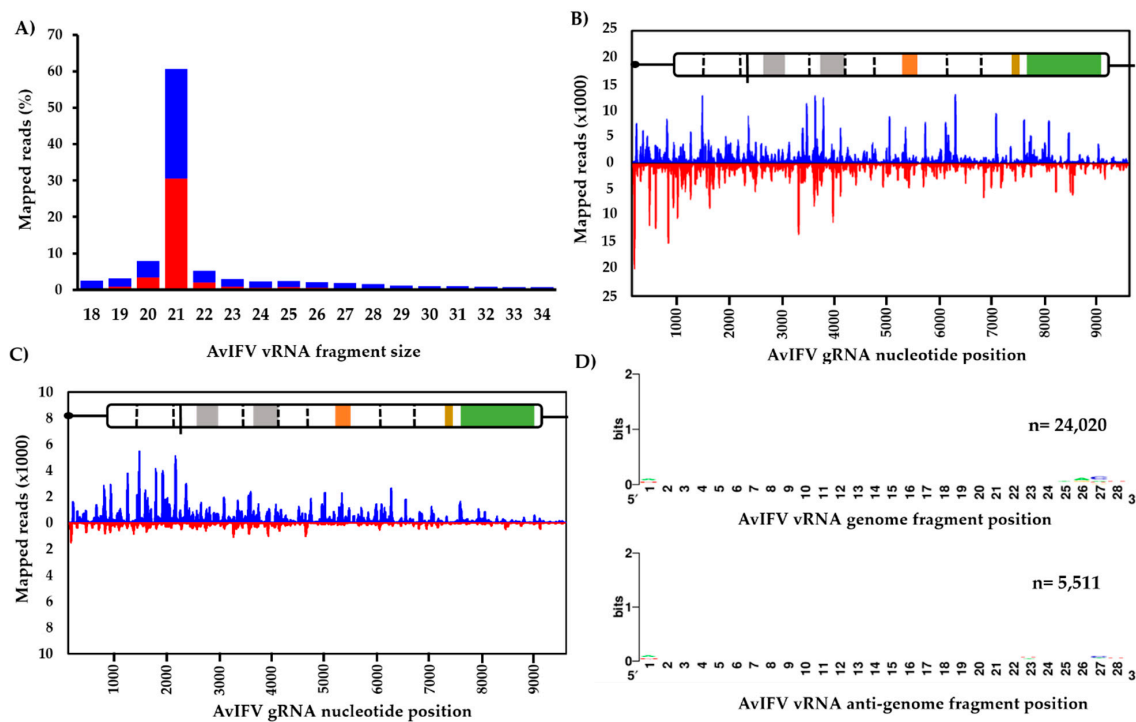 A)
Mapped reads (%)
70
60
50
40
30
20
10
0
18 19 20 21 22 23 24 25 26 27 28 29 30 31 32 33 34
AvIFV vRNA fragment size
B)
Mapped reads (x1000)
25
20
15
10
5
0
5
10
15
20
25
1000 2000 3000 4000 5000 6000 7000 8000 9000
AvIFV gRNA nucleotide position
C)
Mapped reads (x1000)
10
8
6
4
2
0
2
4
6
8
10
1000 2000 3000 4000 5000 6000 7000 8000 9000
AvIFV gRNA nucleotide position
D)
2
bits
1
0
n= 24,020
5′ 1 2 3 4 5 6 7 8 9 10 11 12 13 14 15 16 17 18 19 20 21 22 23 24 25 26 27 28 3
AvIFV vRNA genome fragment position
2
bits
1
0
n= 5,511
5′ 1 2 3 4 5 6 7 8 9 10 11 12 13 14 15 16 17 18 19 20 21 22 23 24 25 26 27 28 3
AvIFV vRNA anti-genome fragment position